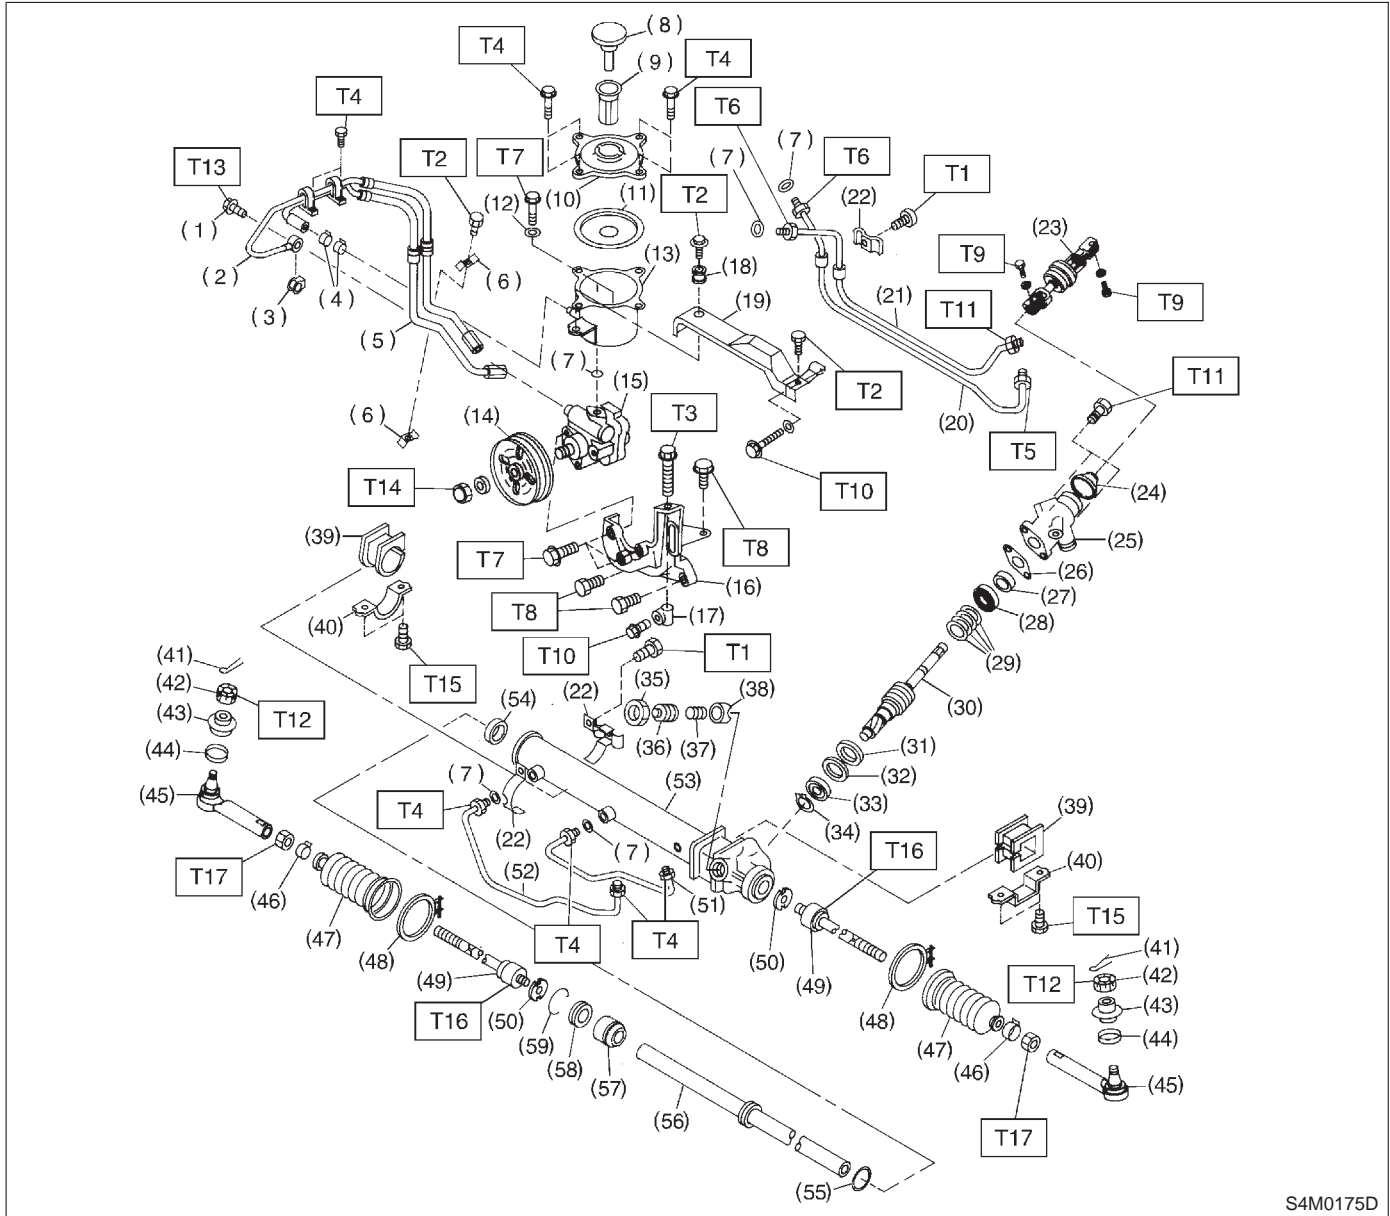 (8)
T4
(9)
T4
T4
T6
(7)
T6
T1
T13
T2
T7
(7)
(22)
(10)
(11)
T2
(12)
(23)
T9
(1)
(2)
(13)
(18)
(6)
(4)
(3)
(19)
(21)
T11
T9
(5)
(7)
(15)
T2
T11
(6)
(14)
T3
(20)
T5
T14
T10
(24)
(39)
T7
T8
(25)
(16)
(26)
T8
(27)
(40)
(17)
(28)
(41)
T10
T1
(29)
T15
(42)
(35)
(38)
T12
(54)
(22)
(30)
(43)
(36)
(37)
(44)
(31)
(53)
(32)
(7)
(45)
(33)
(39)
T4
(34)
(22)
(7)
T16
(40)
T17
(52)
(51)
(46)
T15
(47)
T4
T4
(41)
(48)
(50)
T12
(42)
(49)
(49)
(43)
(50)
(48)
T16
(44)
(59)
(47)
(58)
(46)
(45)
(57)
(56)
T17
(55)
S4M0175D